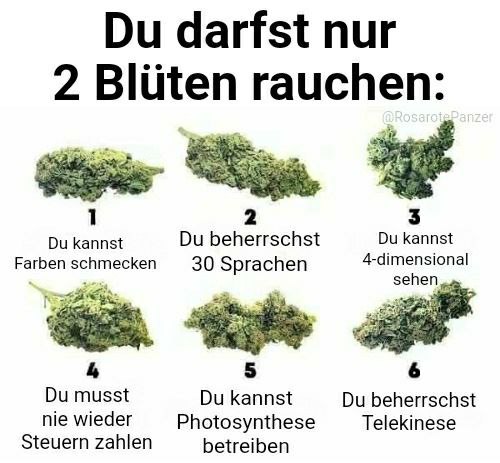 Du darfst nur
2 Blüten rauchen:
@RosarotePanzer
1
Du kannst
Farben schmecken
2
Du beherrschst
30 Sprachen
3
Du kannst
4-dimensional
sehen
4
Du musst
nie wieder
Steuern zahlen
5
Du kannst
Photosynthese
betreiben
6
Du beherrschst
Telekinese